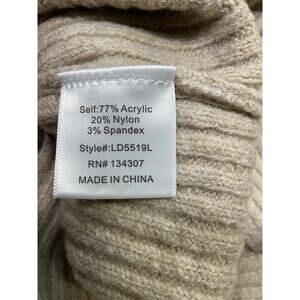 Self:77% Acrylic
20% Nylon
3% Spandex
Style#:LD5519L
RN# 134307
MADE IN CHINA